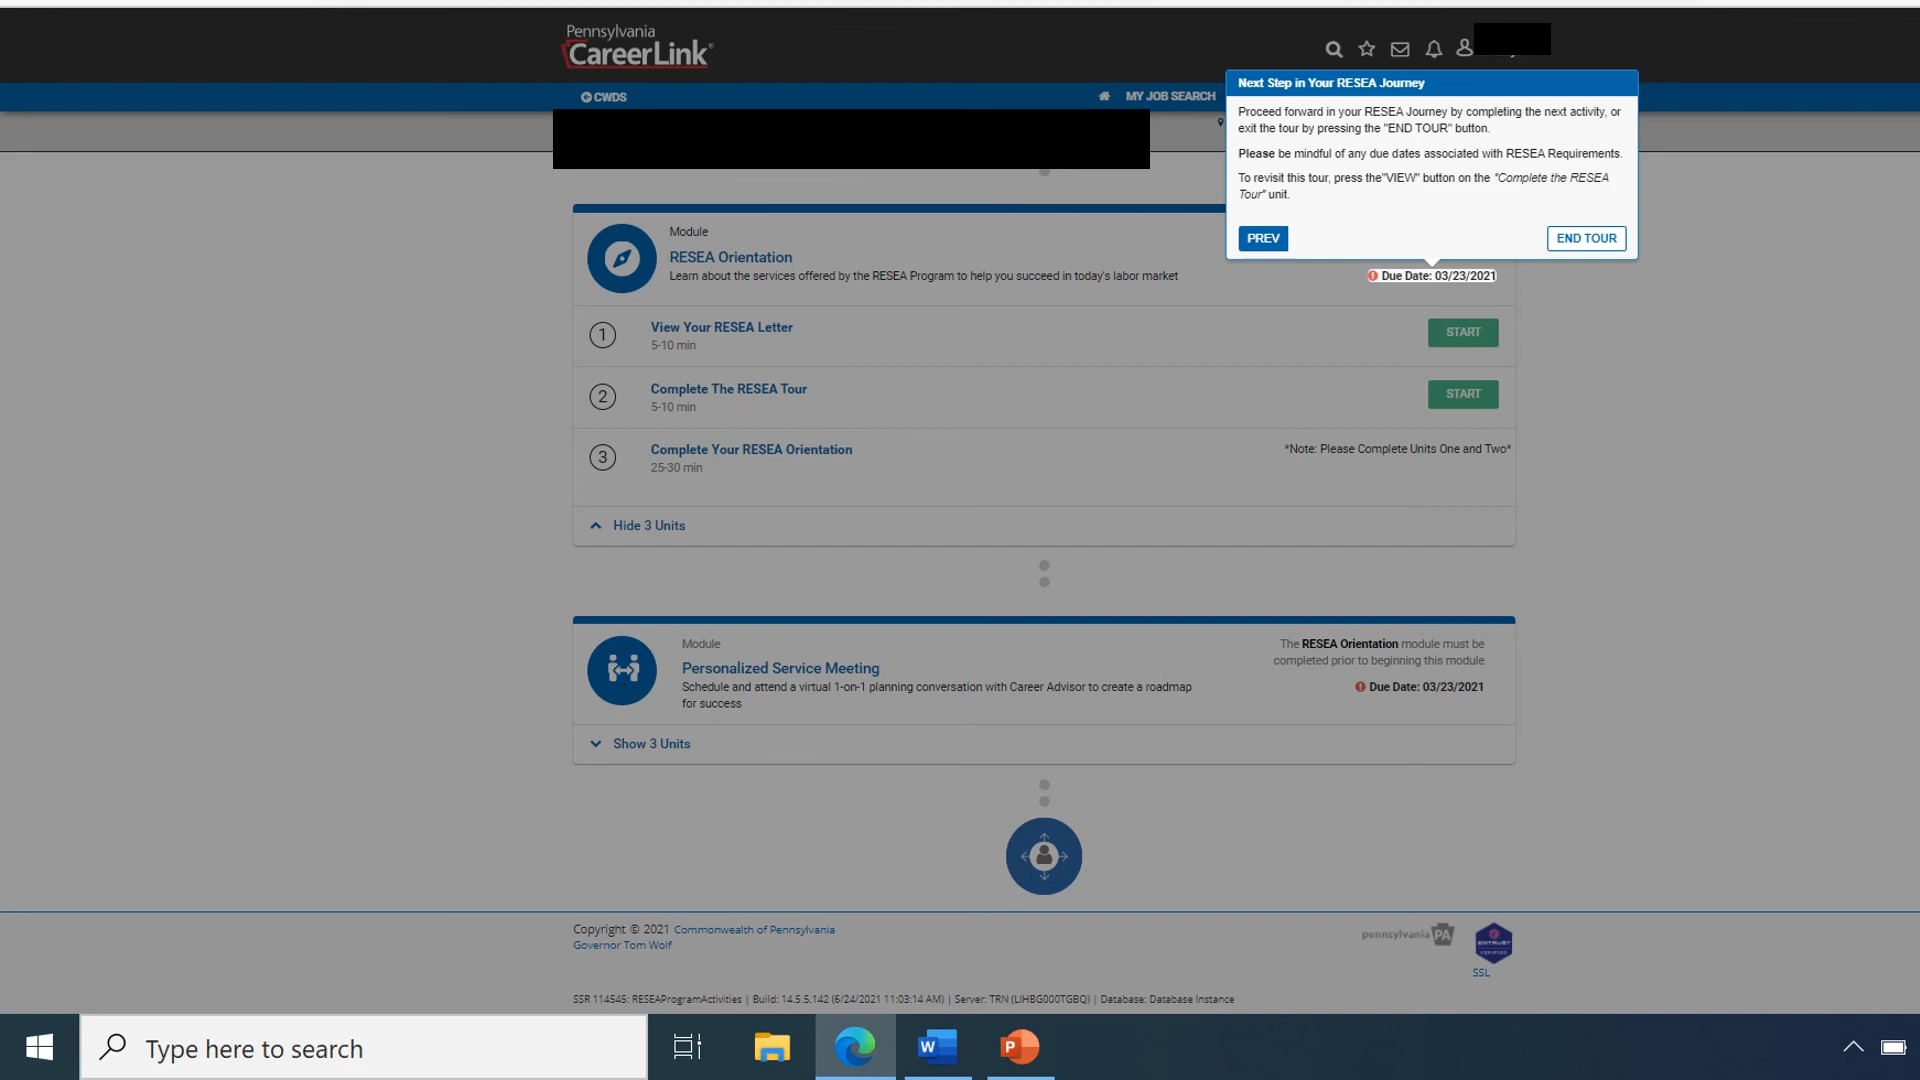 Pennsylvania
CareerLink®
CWDS
MY JOB SEARCH
Next Step in Your RESEA Journey
Proceed forward in your RESEA Journey by completing the next activity, or
exit the tour by pressing the "END TOUR" button.
Please be mindful of any due dates associated with RESEA Requirements.
To revisit this tour, press the"VIEW" button on the "Complete the RESEA
Tour" unit.
PREV
END TOUR
Module
RESEA Orientation
Learn about the services offered by the RESEA Program to help you succeed in today's labor market
Due Date: 03/23/2021
1
View Your RESEA Letter
5-10 min
START
2
Complete The RESEA Tour
5-10 min
START
3
Complete Your RESEA Orientation
25-30 min
*Note: Please Complete Units One and Two*
Hide 3 Units
Module
Personalized Service Meeting
Schedule and attend a virtual 1-on-1 planning conversation with Career Advisor to create a roadmap
for success
The RESEA Orientation module must be
completed prior to beginning this module
Due Date: 03/23/2021
Show 3 Units
Copyright © 2021 Commonwealth of Pennsylvania
Governor Tom Wolf
pennsylvania PA
ENTRUST
VERIFIED
SSL
SSR 114545: RESEAProgramActivities | Build: 14.5.5.142 (6/24/2021 11:03:14 AM) | Server: TRN (LIHBG000TGBQ) | Database: Database Instance
Type here to search
W
P